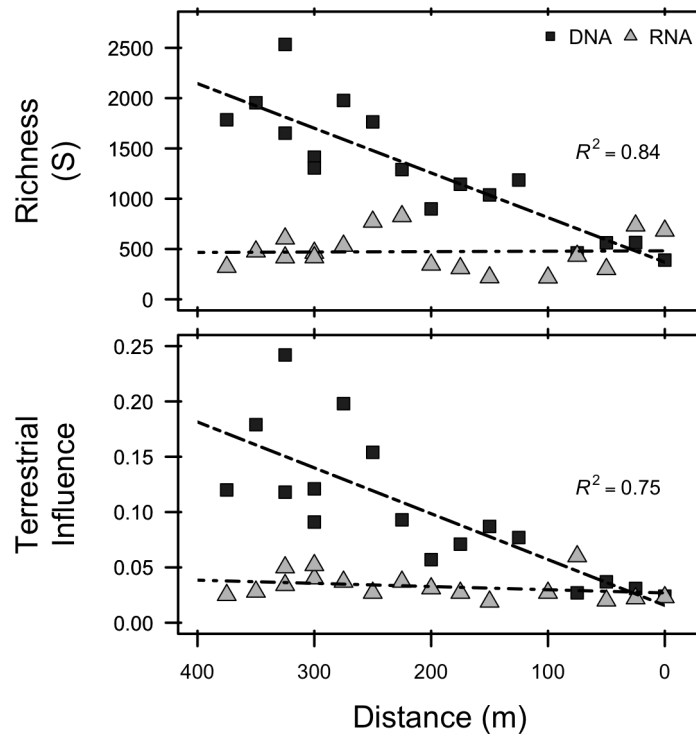 DNA RNA
2500
2000
1500
1000
500
0
Richness
(S)
R² = 0.84
0.25
0.20
0.15
0.10
0.05
0.00
Terrestrial
Influence
R² = 0.75
400 300 200 100 0
Distance (m)